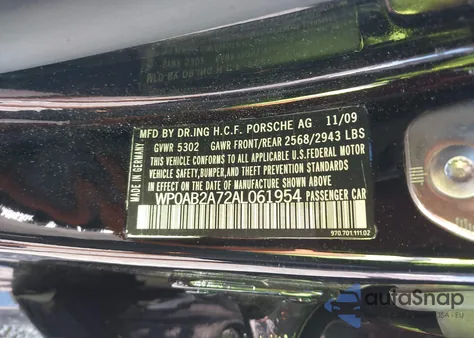 MFD BY DR.ING H.C.F. PORSCHE AG 11/09
GVWR 5302 GAWR FRONT/REAR 2568/2943 LBS
THIS VEHICLE CONFORMS TO ALL APPLICABLE U.S.FEDERAL MOTOR
VEHICLE SAFETY,BUMPER,AND THEFT PREVENTION STANDARDS
IN EFFECT ON THE DATE OF MANUFACTURE SHOWN ABOVE.
WP0AB2A72AL061954 PASSENGER CAR
MADE IN GERMANY
970.701.111.02
autoSnap